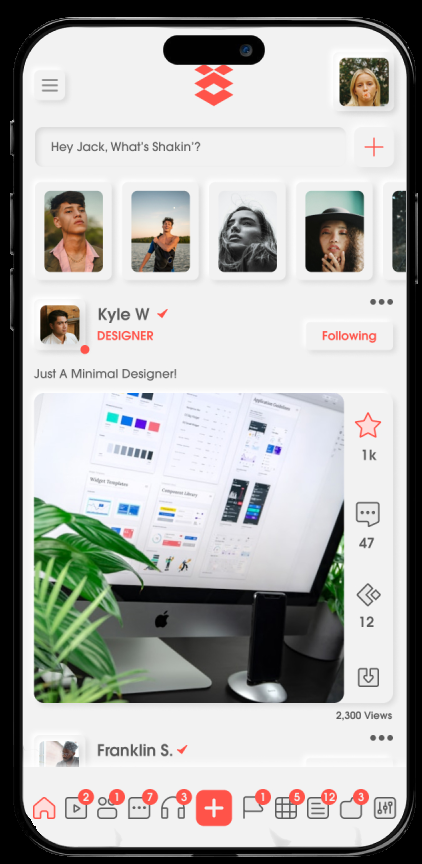 Hey Jack, What's Shakin'?
Kyle W
DESIGNER
Following
Just A Minimal Designer!
Application Guidelines
Widget Templates
Component Library
1k
47
12
2,300 Views
Franklin S.
2 1 7 3 1 5 12 3